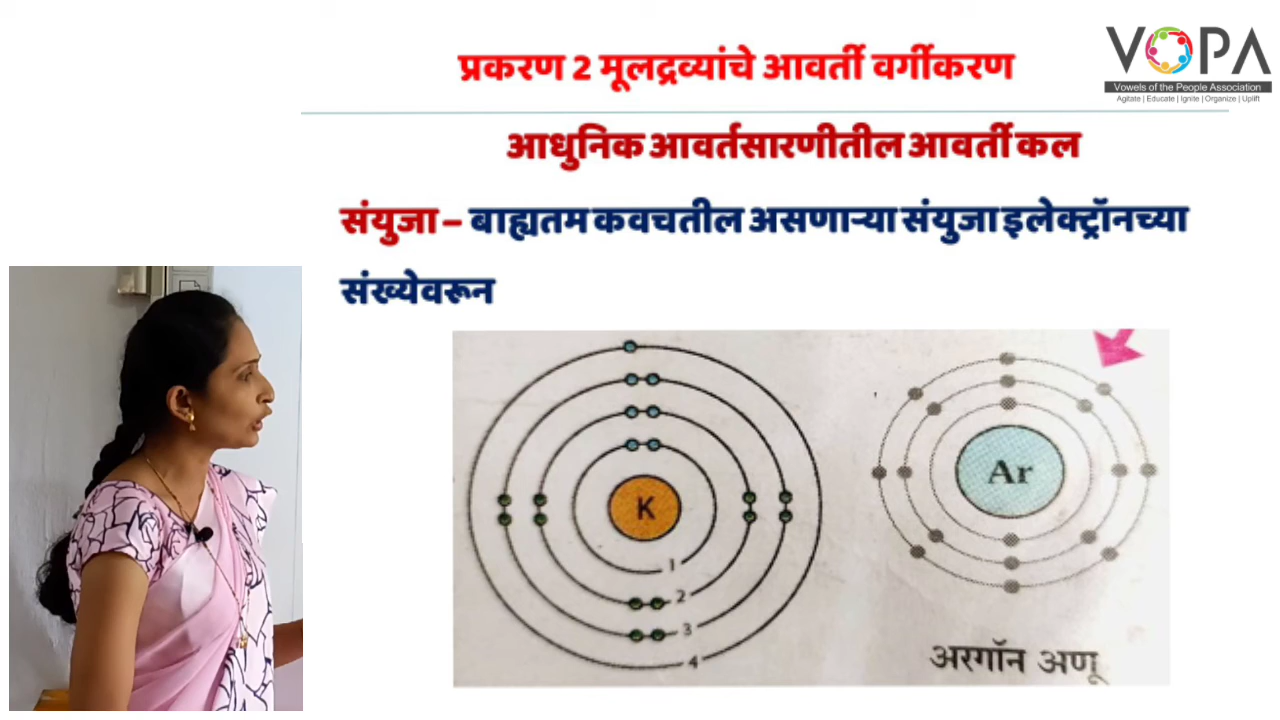 VOPA
Vowels of the People Association
Agitate | Educate | Ignite | Organize | Uplift
प्रकरण 2 मूलद्रव्यांचे आवर्ती वर्गीकरण
आधुनिक आवर्तसारणीतील आवर्ती कल
संयुजा – बाह्यतम कवचतील असणाऱ्या संयुजा इलेक्ट्रॉनच्या
संख्येवरून
K
Ar
1
2
3
4
अरगॉन अणू